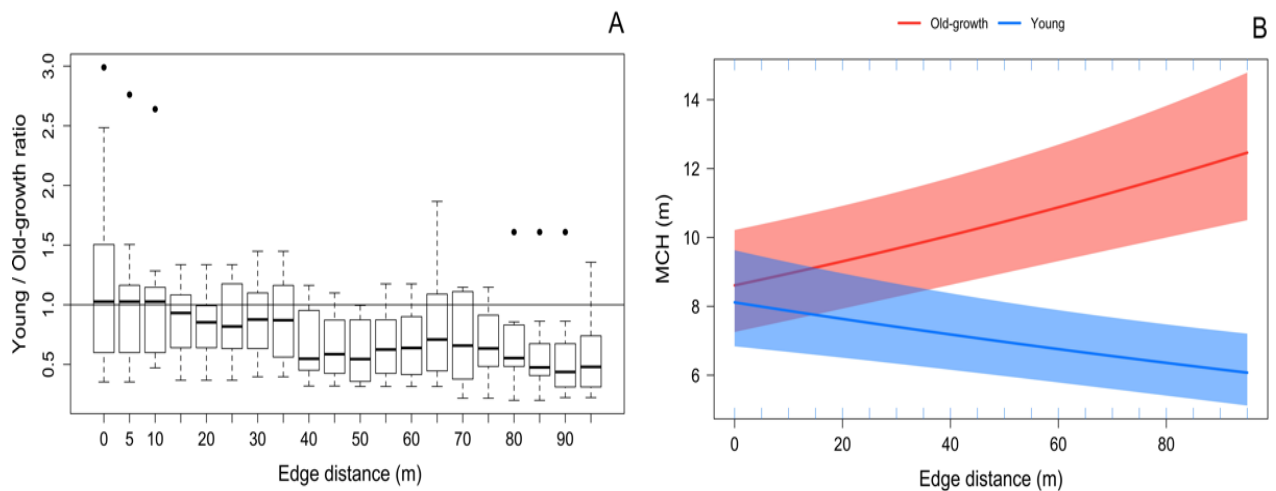 A
Young / Old-growth ratio
3.0
2.5
2.0
1.5
1.0
0.5
0 5 10 20 30 40 50 60 70 80 90
Edge distance (m)
Old-growth Young
B
MCH (m)
14
12
10
8
6
0 20 40 60 80
Edge distance (m)